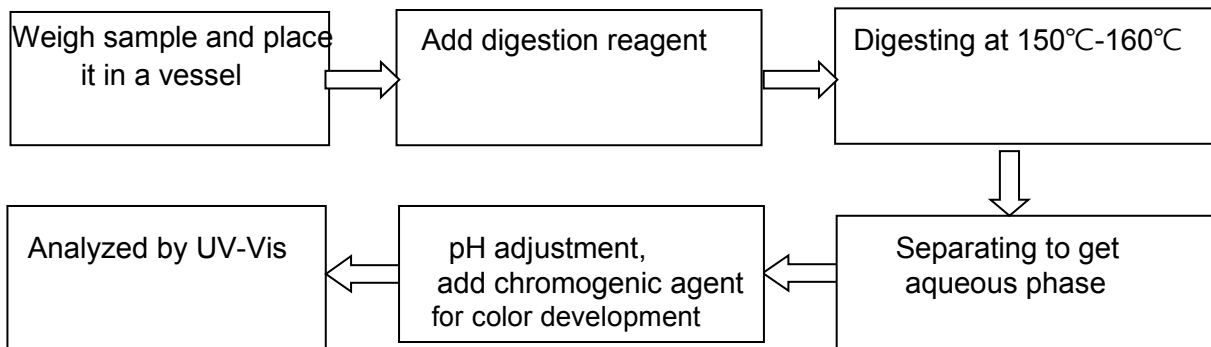 Weigh sample and place
it in a vessel
Add digestion reagent
Digesting at 150℃-160℃
Separating to get
aqueous phase
pH adjustment,
add chromogenic agent
for color development
Analyzed by UV-Vis